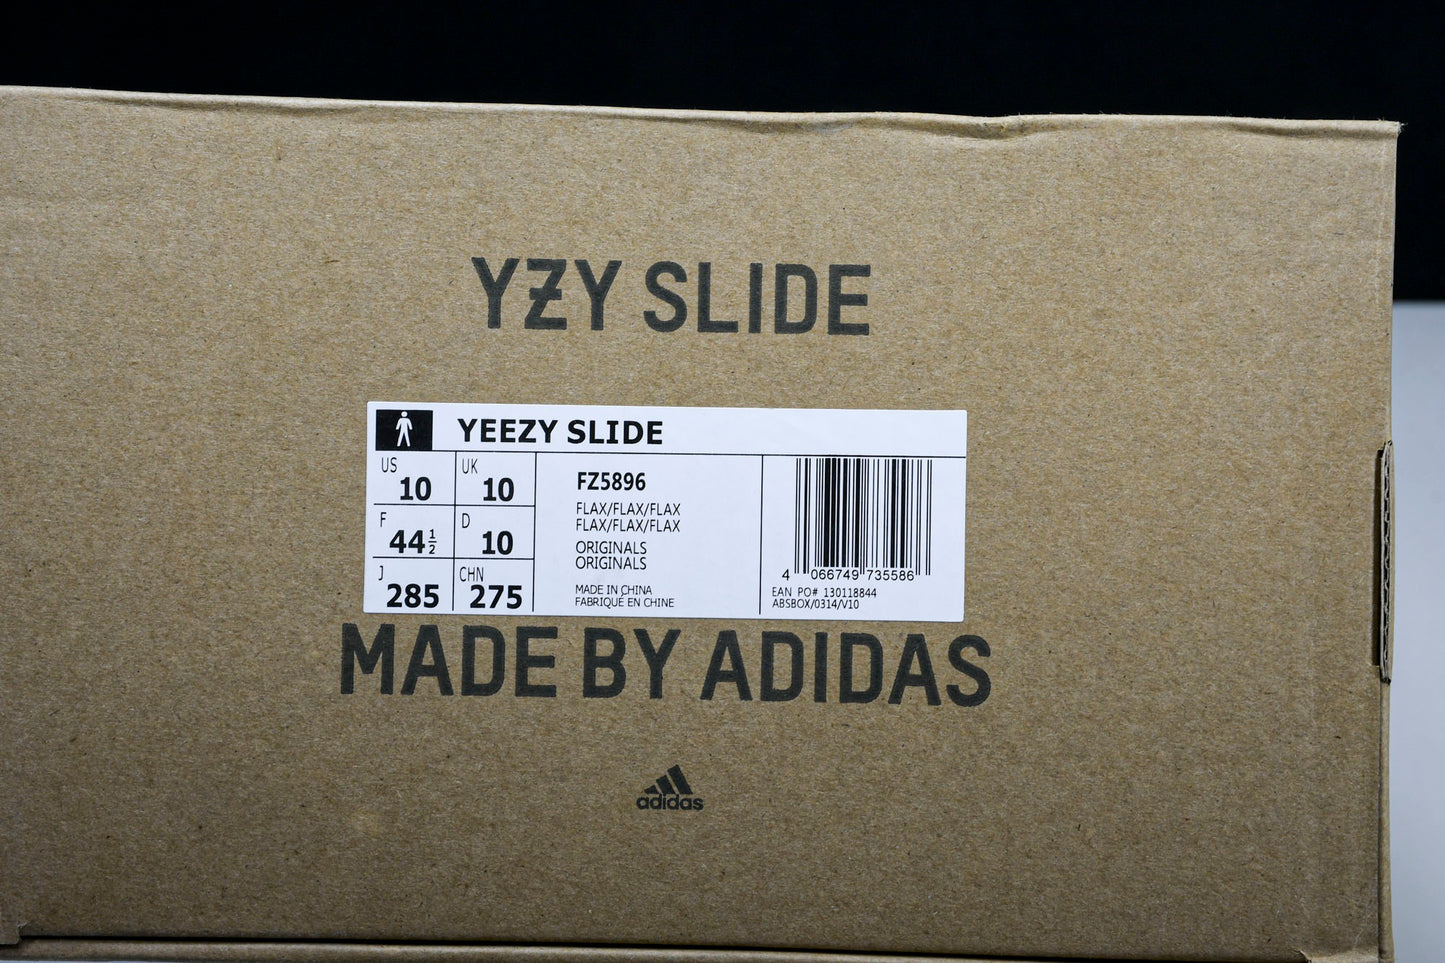 YZY SLIDE
YEEZY SLIDE
US 10
UK 10
F 44 1/2
D 10
J 285
CHN 275
FZ5896
FLAX/FLAX/FLAX
FLAX/FLAX/FLAX
ORIGINALS
ORIGINALS
MADE IN CHINA
FABRIQUÉ EN CHINE
4 066749 735586
EAN PO# 130118844
ABSBOX/0314/V10
MADE BY ADIDAS
adidas